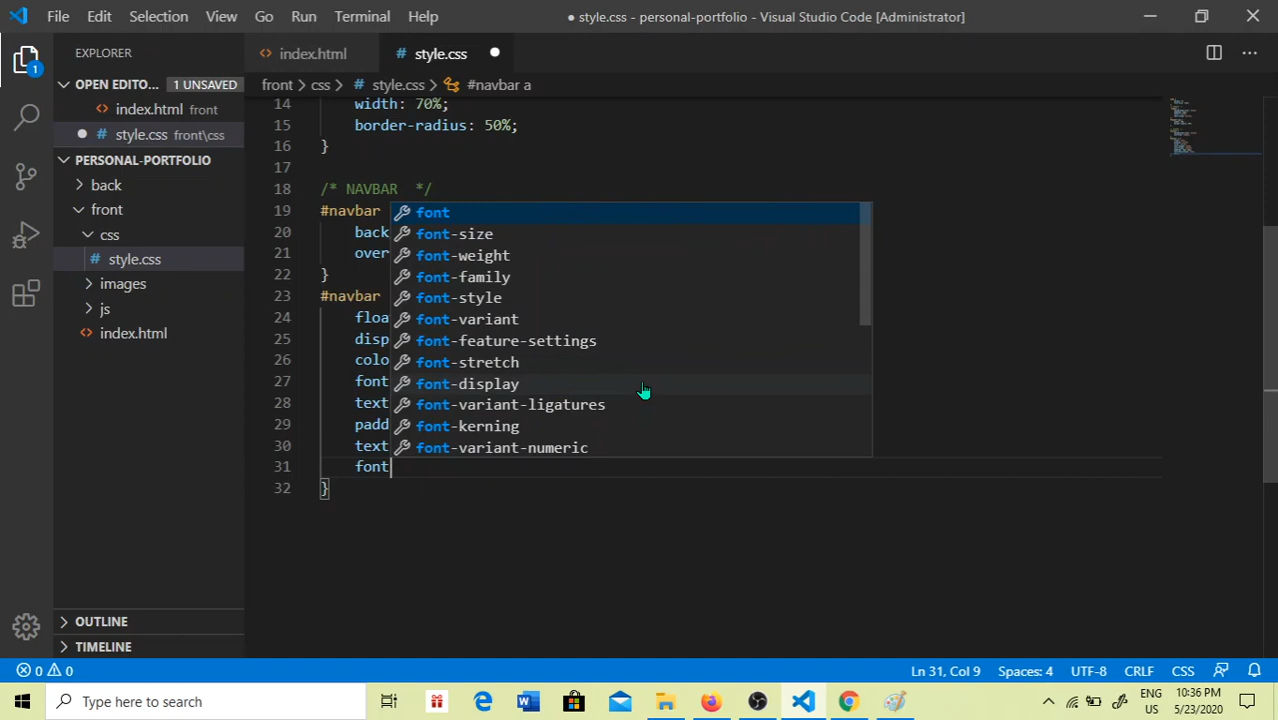 File Edit Selection View Go Run Terminal Help
● style.css - personal-portfolio - Visual Studio Code [Administrator]
EXPLORER
index.html
style.css
OPEN EDITO... 1 UNSAVED
front > css > style.css > #navbar a
index.html front
style.css front\css
PERSONAL-PORTFOLIO
back
front
css
style.css
images
js
index.html
14 width: 70%;
15 border-radius: 50%;
16 }
17
18 /* NAVBAR  */
19 #navbar
20 back
21 over
22 }
23 #navbar
24 floa
25 disp
26 colo
27 font
28 text
29 padd
30 text
31 font
32 }
font
font-size
font-weight
font-family
font-style
font-variant
font-feature-settings
font-stretch
font-display
font-variant-ligatures
font-kerning
font-variant-numeric
OUTLINE
TIMELINE
1
0 0
Ln 31, Col 9 Spaces: 4 UTF-8 CRLF CSS
Type here to search
ENG
US
10:36 PM
5/23/2020